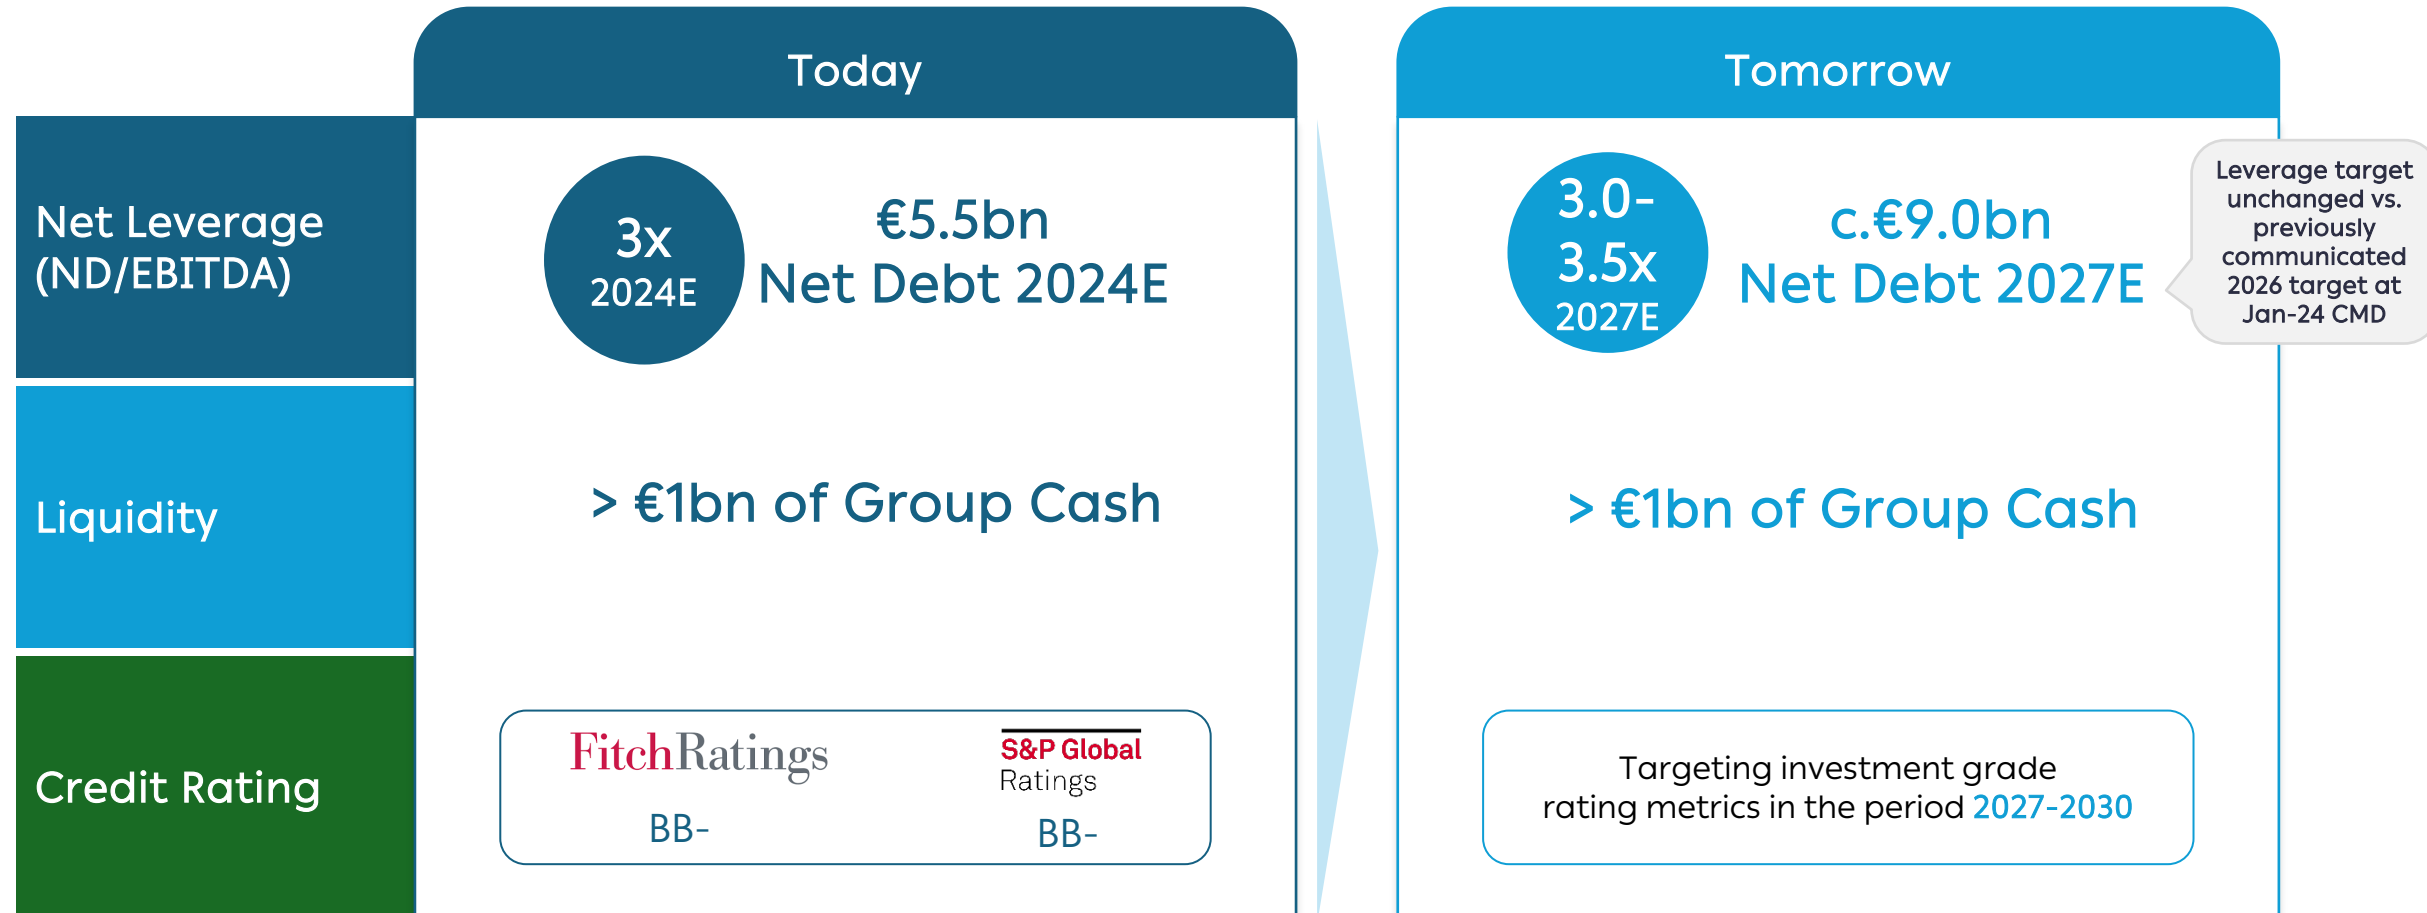 Today
Tomorrow
Net Leverage
(ND/EBITDA)
3x
2024E
€5.5bn
Net Debt 2024E
3.0-
3.5x
2027E
c.€9.0bn
Net Debt 2027E
Leverage target
unchanged vs.
previously
communicated
2026 target at
Jan-24 CMD
Liquidity
> €1bn of Group Cash
> €1bn of Group Cash
Credit Rating
FitchRatings
BB-
S&P Global
Ratings
BB-
Targeting investment grade
rating metrics in the period 2027-2030